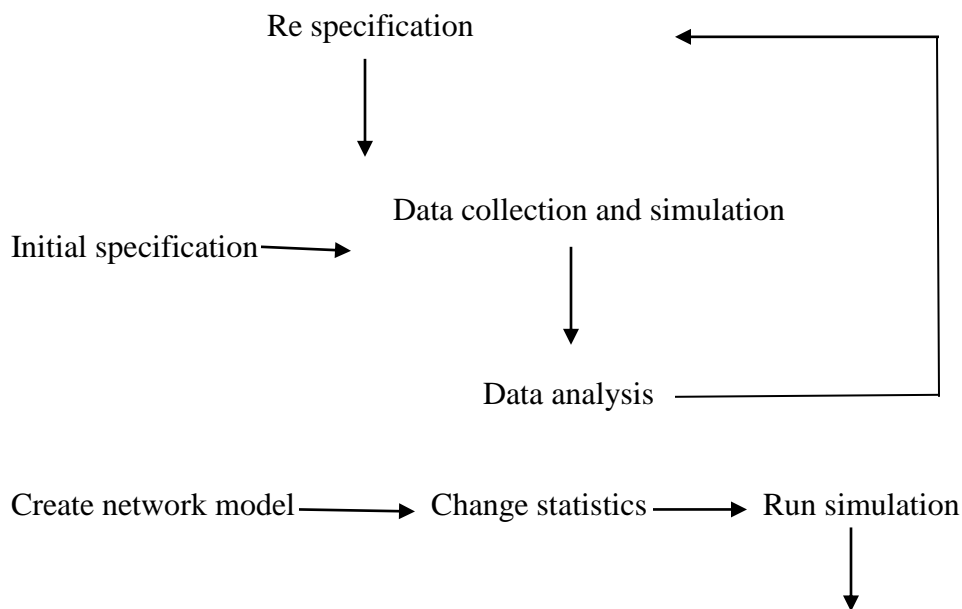 Re specification
Data collection and simulation
Initial specification
Data analysis
Create network model Change statistics Run simulation